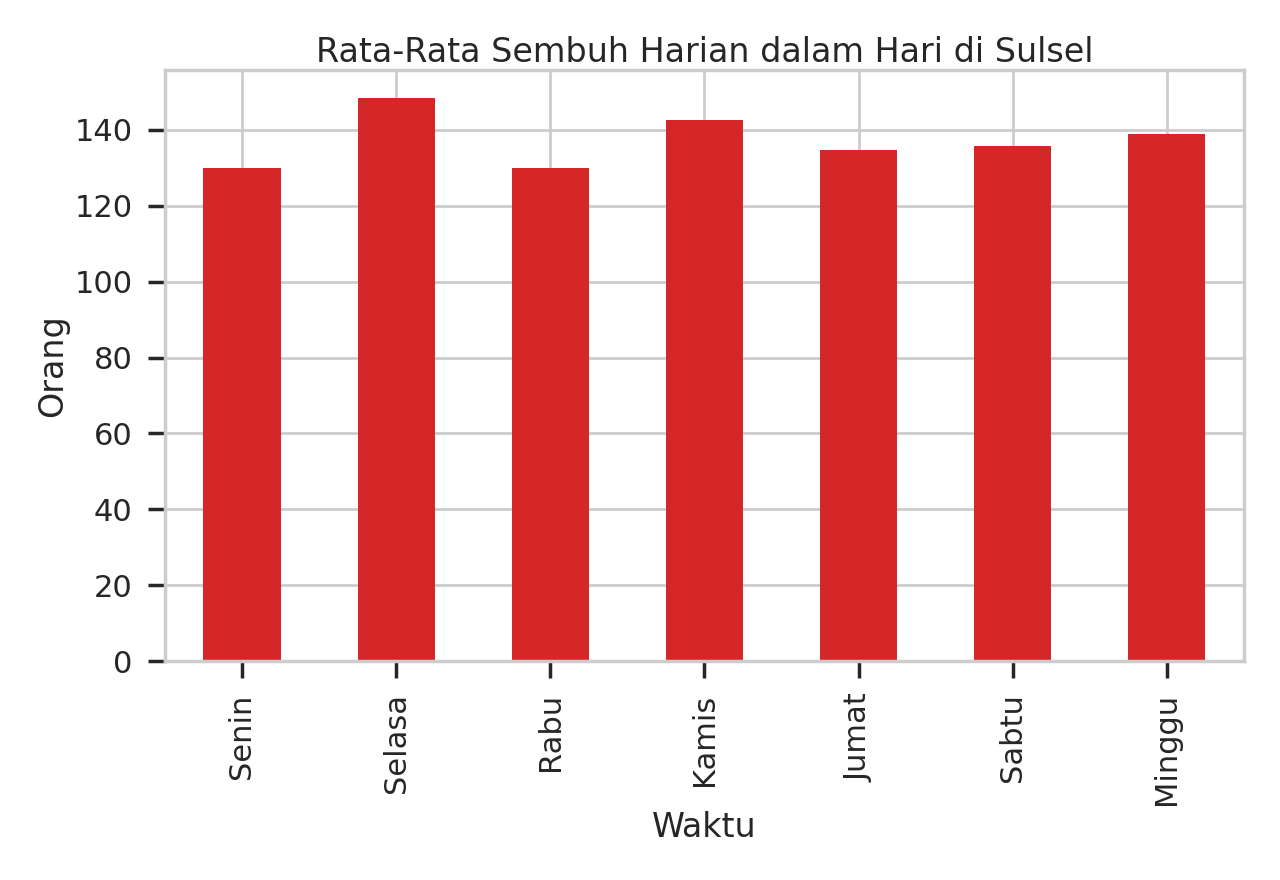 Rata-Rata Sembuh Harian dalam Hari di Sulsel
Orang
140
120
100
80
60
40
20
0
Senin
Selasa
Rabu
Kamis
Jumat
Sabtu
Minggu
Waktu